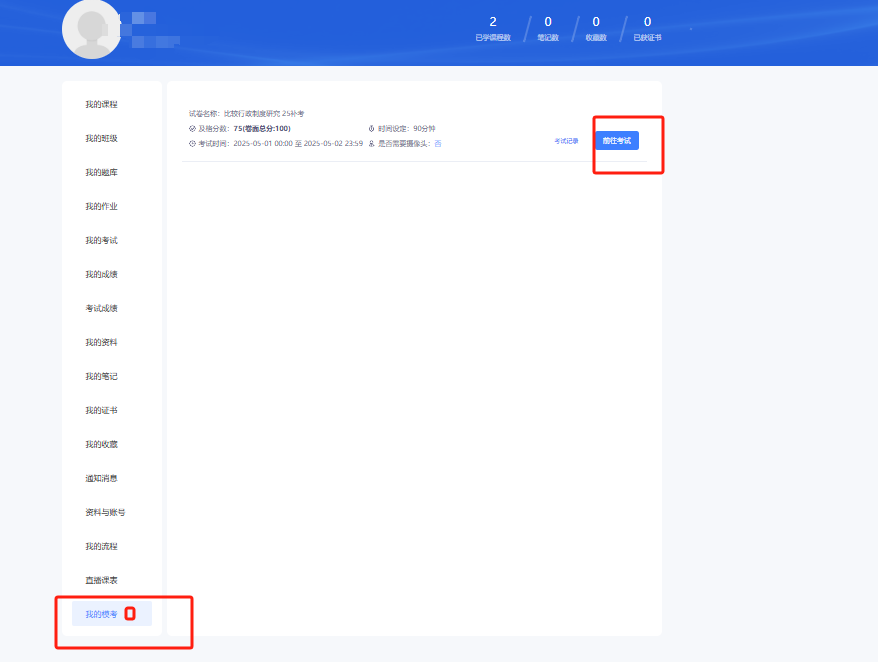 2 0 0 0
已学课程数 笔记数 收藏数 已获证书
我的课程
我的班级
我的题库
我的作业
我的考试
我的成绩
考试成绩
我的资料
我的笔记
我的证书
我的收藏
通知消息
资料与账号
我的流程
直播课表
我的模考
试卷名称：比较行政制度研究 25补考
及格分数：75(卷面总分:100) 时间设定：90分钟
考试时间：2025-05-01 00:00 至 2025-05-02 23:59 是否需要摄像头：否
考试记录 前往考试